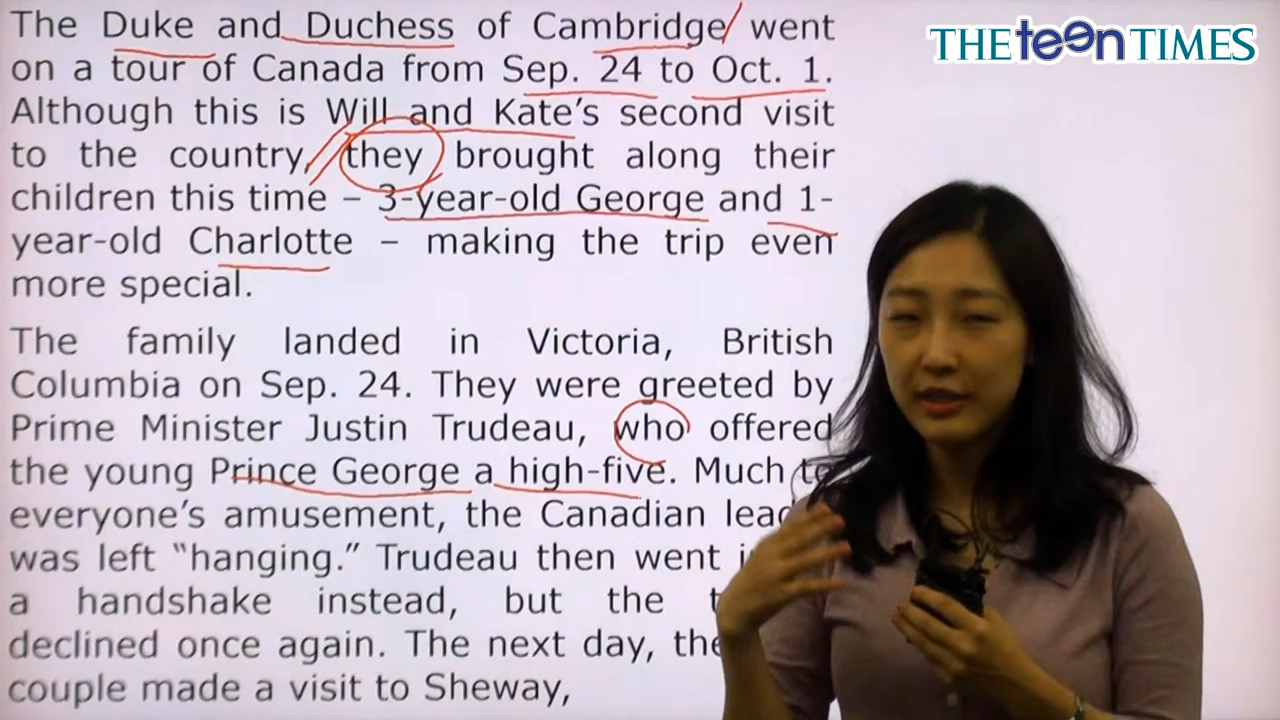 The Duke and Duchess of Cambridge went
on a tour of Canada from Sep. 24 to Oct. 1.
Although this is Will and Kate's second visit
to the country, they brought along their
children this time – 3-year-old George and 1-
year-old Charlotte – making the trip even
more special.
The family landed in Victoria, British
Columbia on Sep. 24. They were greeted by
Prime Minister Justin Trudeau, who offered
the young Prince George a high-five. Much to
everyone's amusement, the Canadian
was left "hanging." Trudeau then went
a handshake instead, but the
declined once again. The next day,
couple made a visit to Sheway,
THE teen TIMES